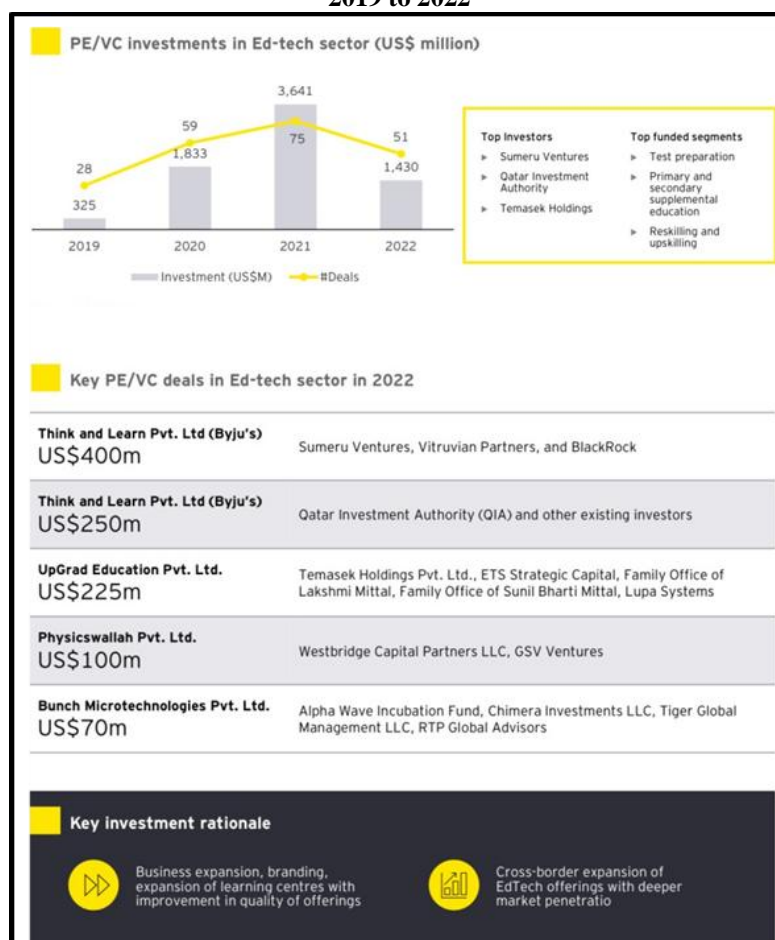 2019 to 2022
PE/VC investments in Ed-tech sector (US$ million)
3,641
59
75
51
1,833
1,430
28
325
2019 2020 2021 2022
Investment (US$M) #Deals
Top Investors
► Sumeru Ventures
► Qatar Investment
Authority
► Temasek Holdings
Top funded segments
► Test preparation
► Primary and
secondary
supplemental
education
► Reskilling and
upskilling
Key PE/VC deals in Ed-tech sector in 2022
Think and Learn Pvt. Ltd (Byju's)
US$400m
Sumeru Ventures, Vitruvian Partners, and BlackRock
Think and Learn Pvt. Ltd (Byju's)
US$250m
Qatar Investment Authority (QIA) and other existing investors
UpGrad Education Pvt. Ltd.
US$225m
Temasek Holdings Pvt. Ltd., ETS Strategic Capital, Family Office of
Lakshmi Mittal, Family Office of Sunil Bharti Mittal, Lupa Systems
Physicswallah Pvt. Ltd.
US$100m
Westbridge Capital Partners LLC, GSV Ventures
Bunch Microtechnologies Pvt. Ltd.
US$70m
Alpha Wave Incubation Fund, Chimera Investments LLC, Tiger Global
Management LLC, RTP Global Advisors
Key investment rationale
Business expansion, branding,
expansion of learning centres with
improvement in quality of offerings
Cross-border expansion of
EdTech offerings with deeper
market penetratio